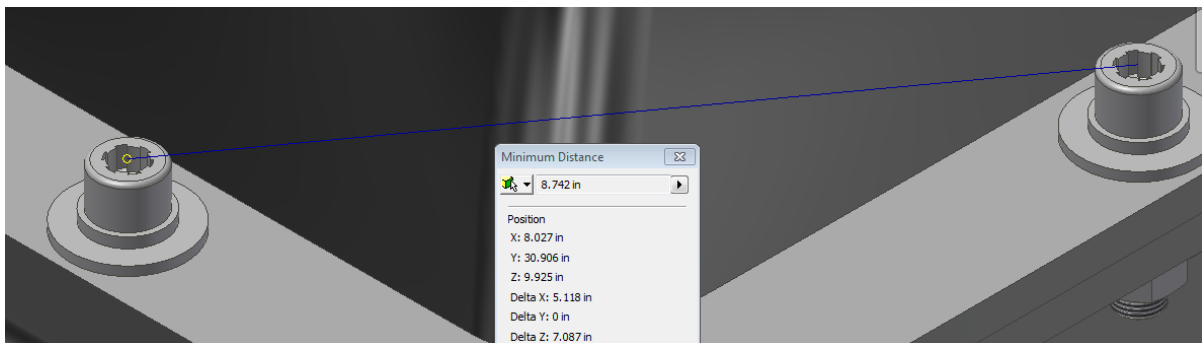 Minimum Distance
8.742 in
Position
X: 8.027 in
Y: 30.906 in
Z: 9.925 in
Delta X: 5.118 in
Delta Y: 0 in
Delta Z: 7.087 in